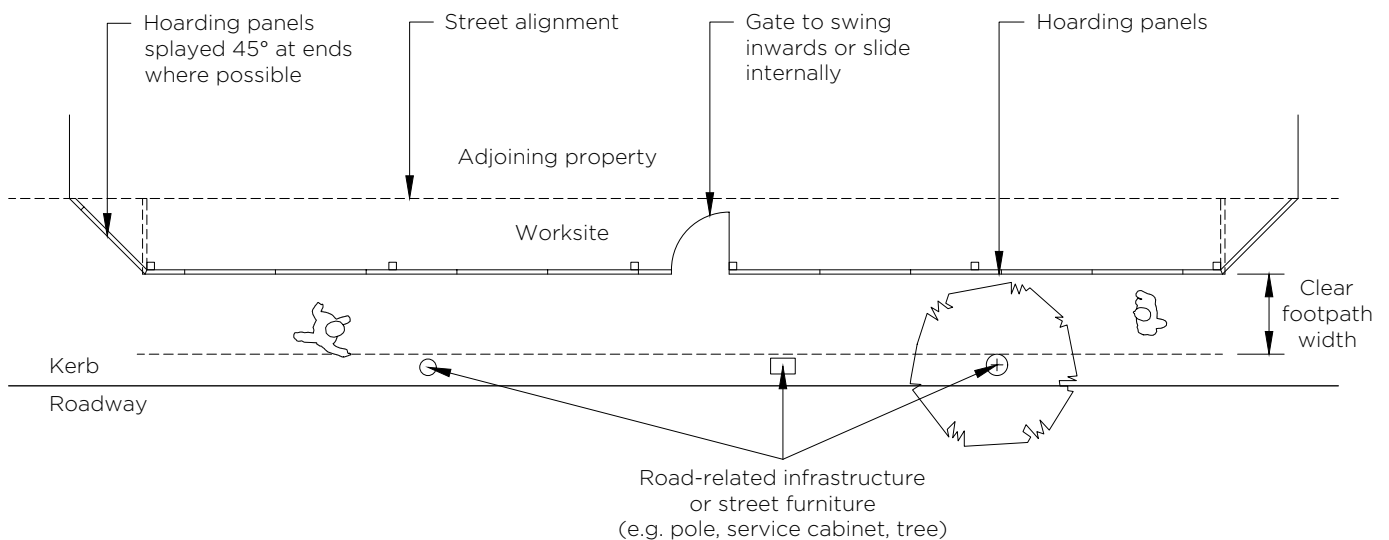 Hoarding panels
splayed 45° at ends
where possible
Street alignment
Gate to swing
inwards or slide
internally
Hoarding panels
Adjoining property
Worksite
Clear
footpath
width
Kerb
Roadway
Road-related infrastructure
or street furniture
(e.g. pole, service cabinet, tree)